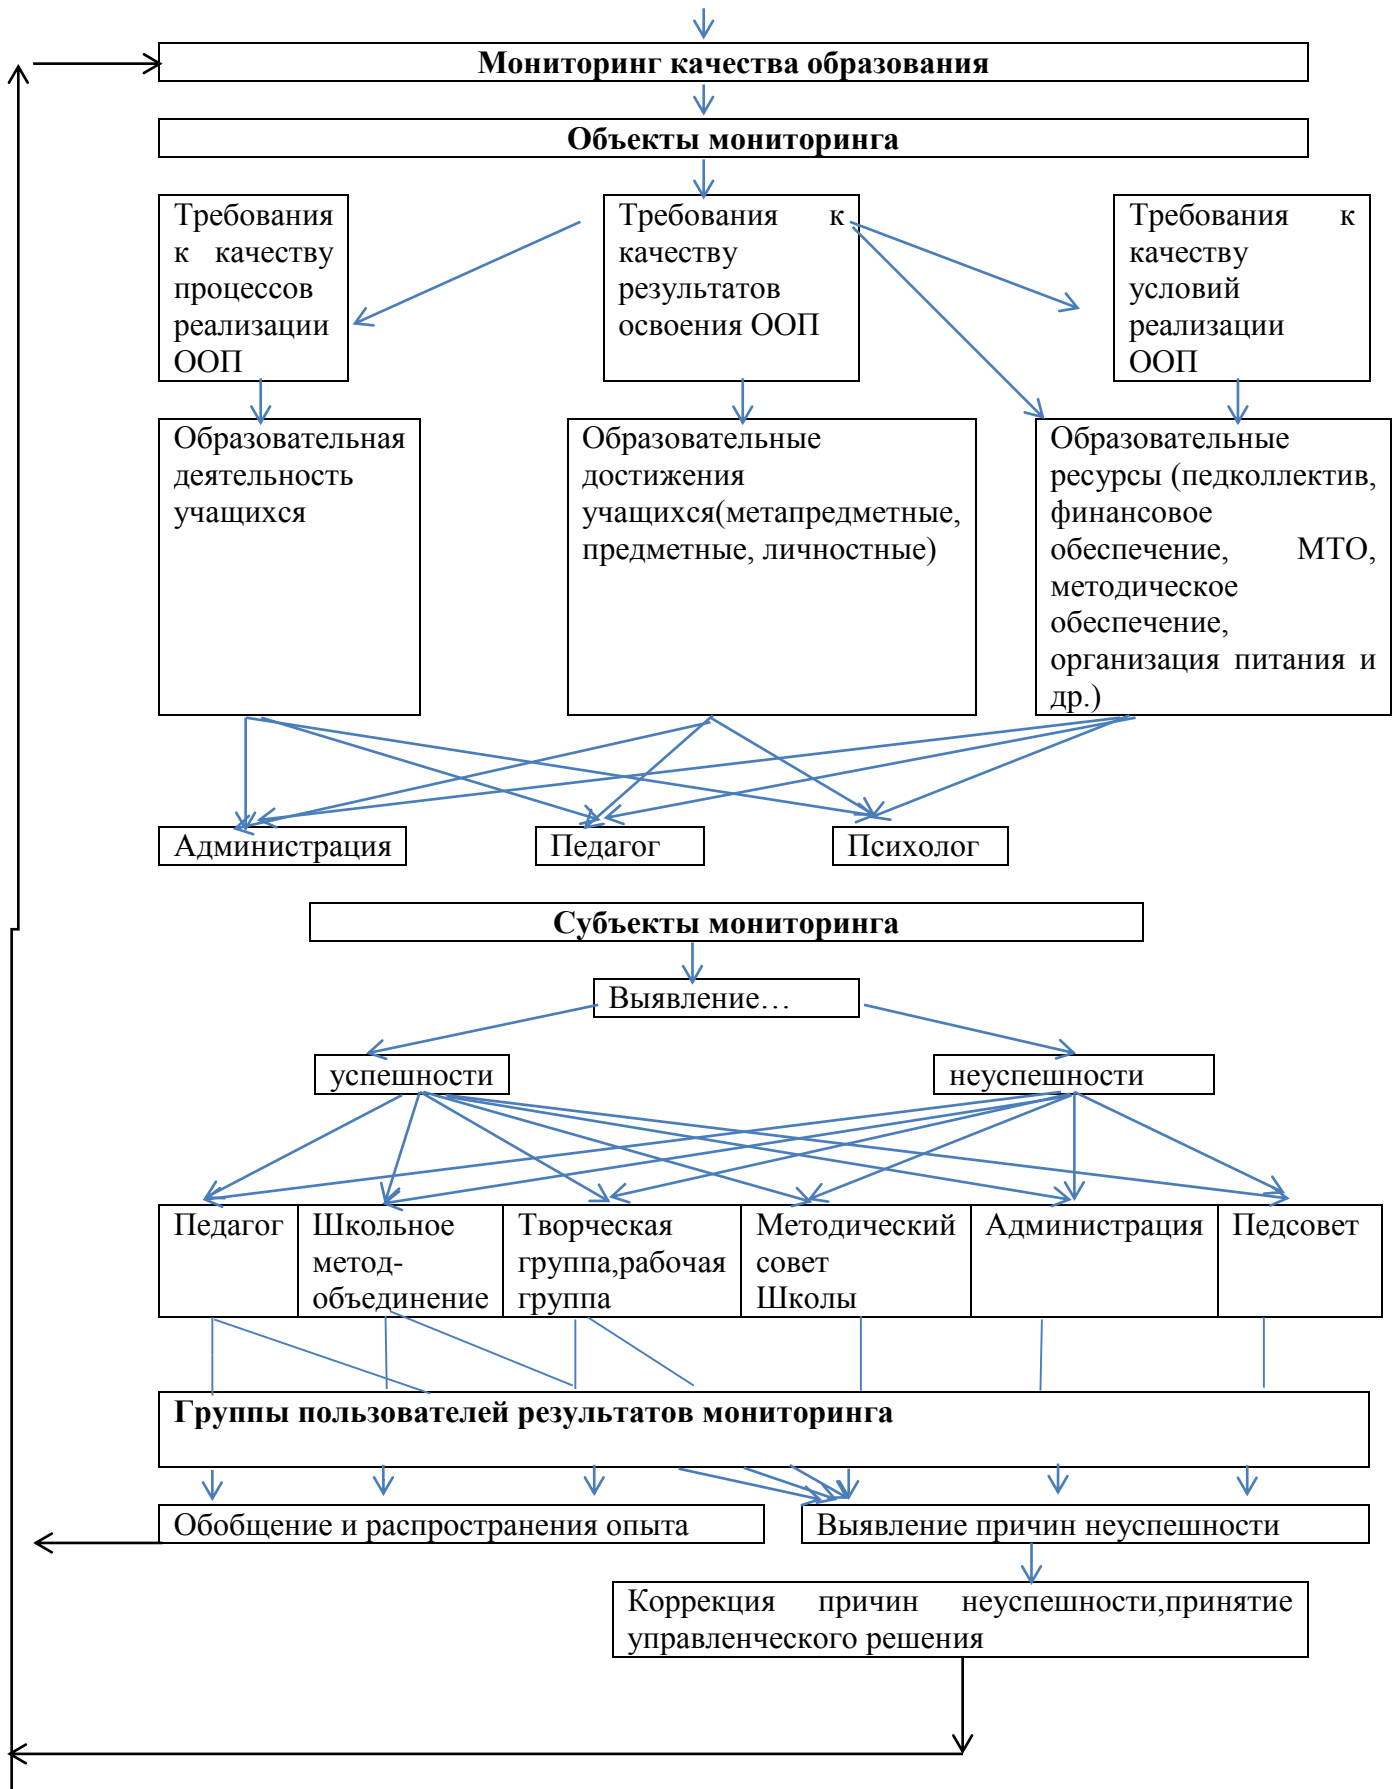 Мониторинг качества образования
Объекты мониторинга
Требования
к качеству
процессов
реализации
ООП
Требования к
качеству
результатов
освоения ООП
Требования к
качеству
условий
реализации
ООП
Образовательная
деятельность
учащихся
Образовательные
достижения
учащихся(метапредметные,
предметные, личностные)
Образовательные
ресурсы (педколлектив,
финансовое
обеспечение, МТО,
методическое
обеспечение,
организация питания и
др.)
Администрация
Педагог
Психолог
Субъекты мониторинга
Выявление…
успешности
неуспешности
Педагог
Школьное
метод-
объединение
Творческая
группа,рабочая
группа
Методический
совет
Школы
Администрация
Педсовет
Группы пользователей результатов мониторинга
Обобщение и распространения опыта
Выявление причин неуспешности
Коррекция причин неуспешности,принятие
управленческого решения